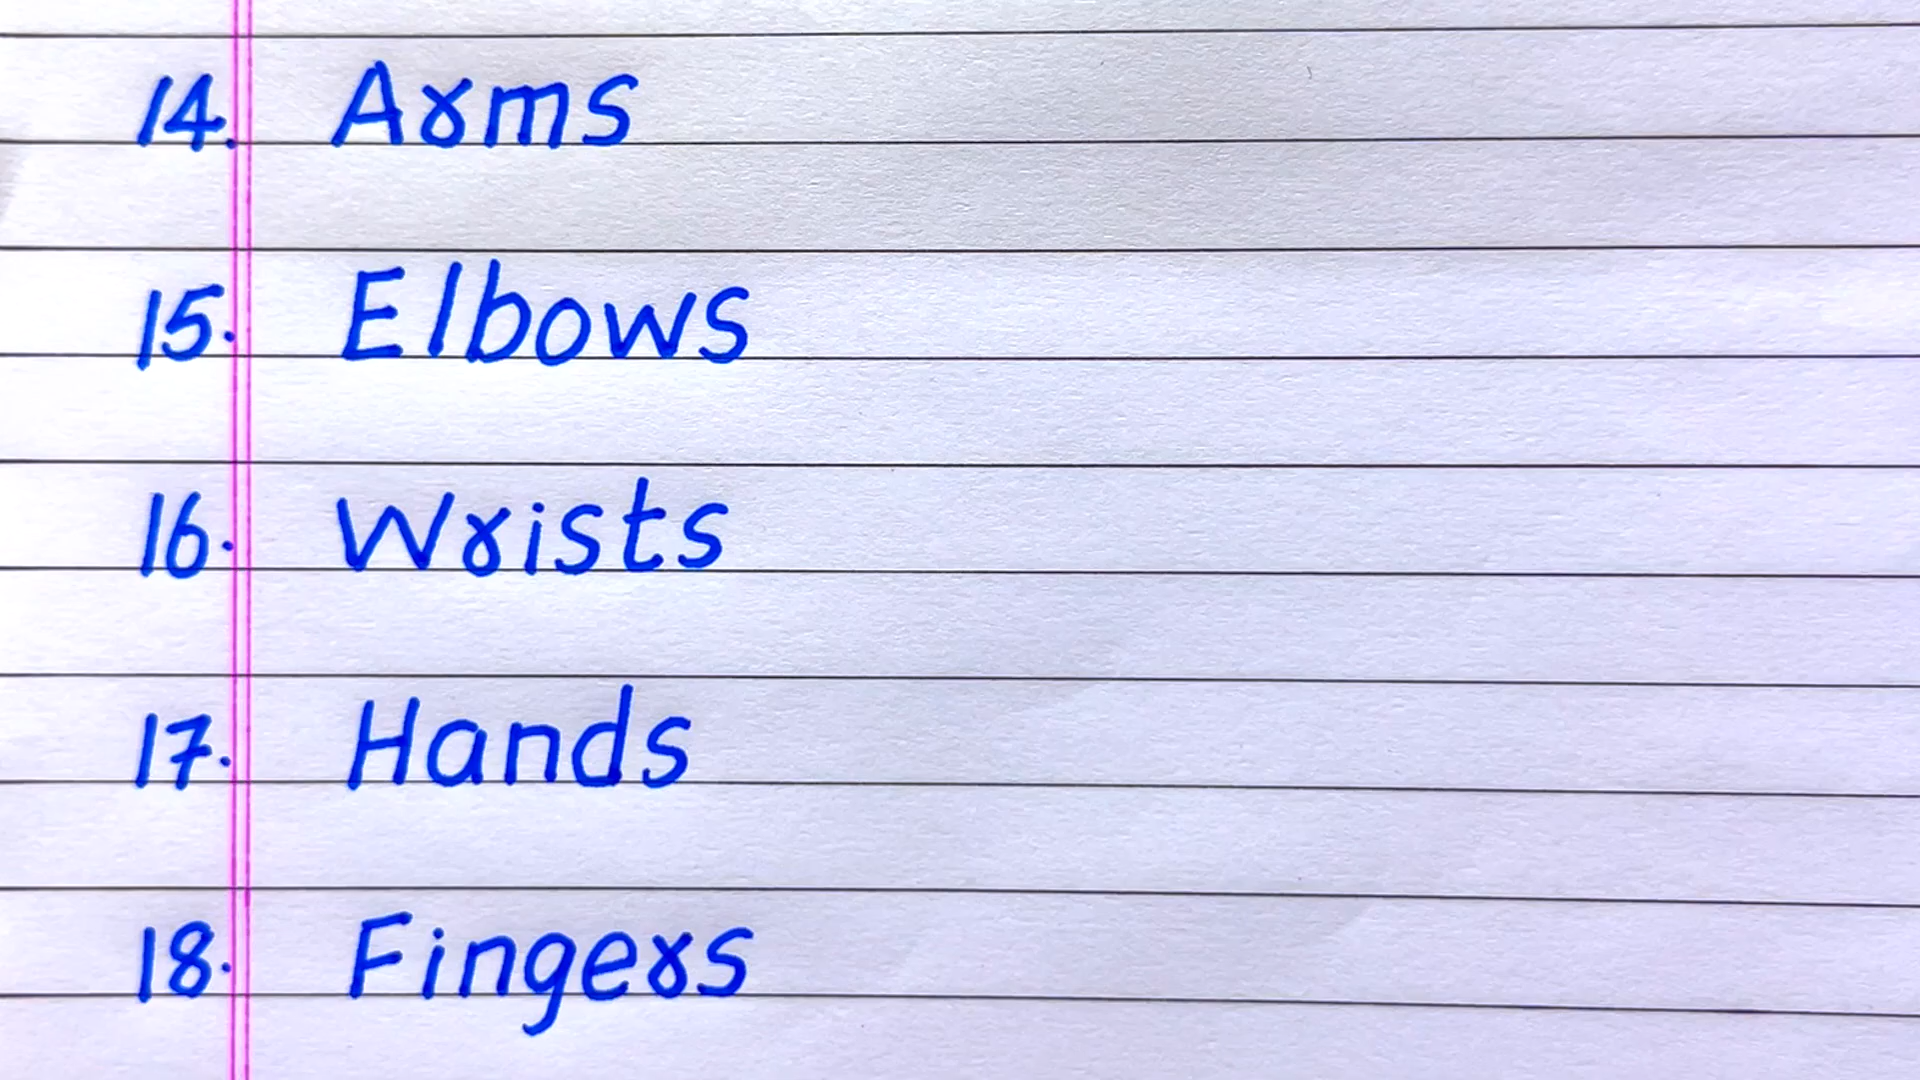 14. Arms
15. Elbows
16. Wrists
17. Hands
18. Fingers